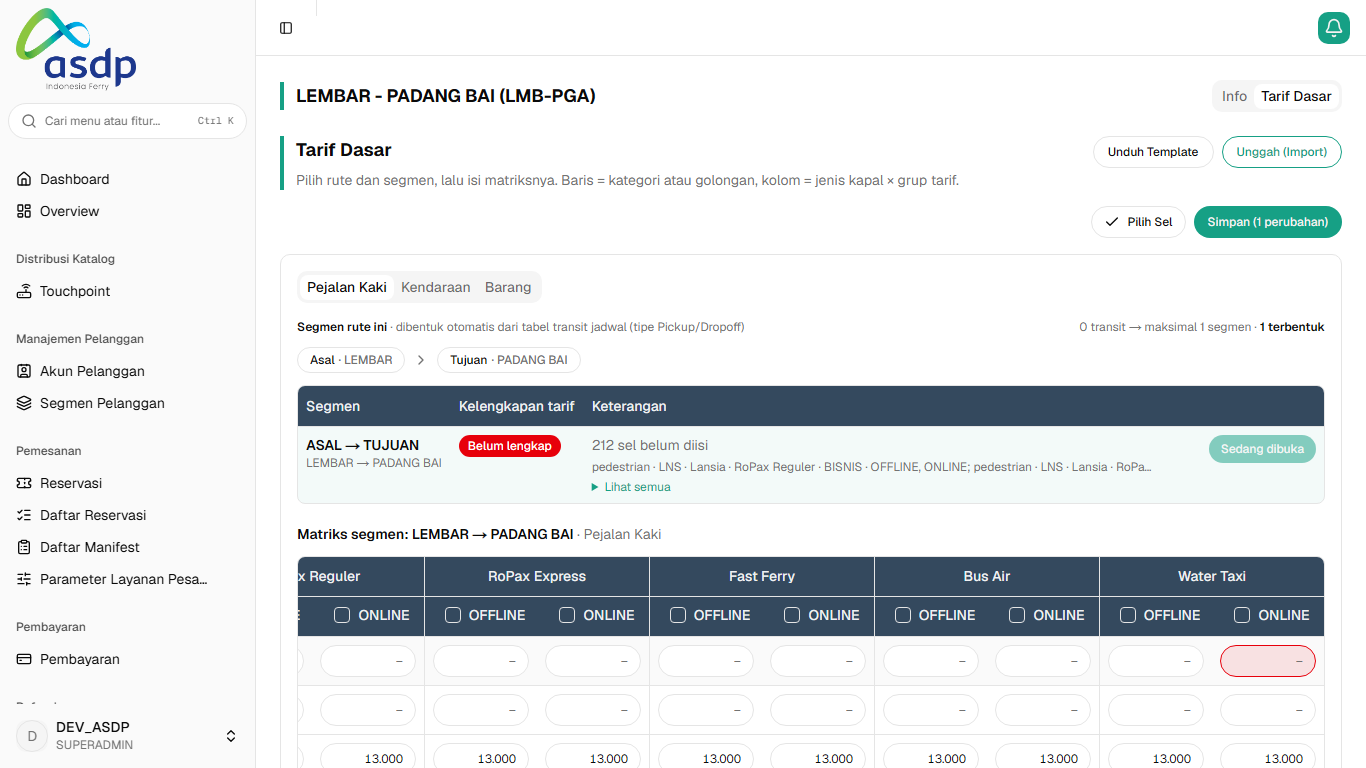 asdp
Indonesia Ferry
Cari menu atau fitur... Ctrl K
Dashboard
Overview
Distribusi Katalog
Touchpoint
Manajemen Pelanggan
Akun Pelanggan
Segmen Pelanggan
Pemesanan
Reservasi
Daftar Reservasi
Daftar Manifest
Parameter Layanan Pesa...
Pembayaran
Pembayaran
D
DEV_ASDP
SUPERADMIN
LEMBAR - PADANG BAI (LMB-PGA)
Info Tarif Dasar
Tarif Dasar
Pilih rute dan segmen, lalu isi matriksnya. Baris = kategori atau golongan, kolom = jenis kapal × grup tarif.
Unduh Template Unggah (Import)
Pilih Sel Simpan (1 perubahan)
Pejalan Kaki Kendaraan Barang
Segmen rute ini · dibentuk otomatis dari tabel transit jadwal (tipe Pickup/Dropoff) 0 transit → maksimal 1 segmen · 1 terbentuk
Asal · LEMBAR > Tujuan · PADANG BAI
Segmen Kelengkapan tarif Keterangan
ASAL → TUJUAN Belum lengkap 212 sel belum diisi Sedang dibuka
LEMBAR → PADANG BAI pedestrian · LNS · Lansia · RoPax Reguler · BISNIS · OFFLINE, ONLINE; pedestrian · LNS · Lansia · RoPa...
▶ Lihat semua
Matriks segmen: LEMBAR → PADANG BAI · Pejalan Kaki
x Reguler RoPax Express Fast Ferry Bus Air Water Taxi
ONLINE OFFLINE ONLINE OFFLINE ONLINE OFFLINE ONLINE OFFLINE ONLINE
– – – – – – – – –
– – – – – – – – –
13.000 13.000 13.000 13.000 13.000 13.000 13.000 13.000 13.000